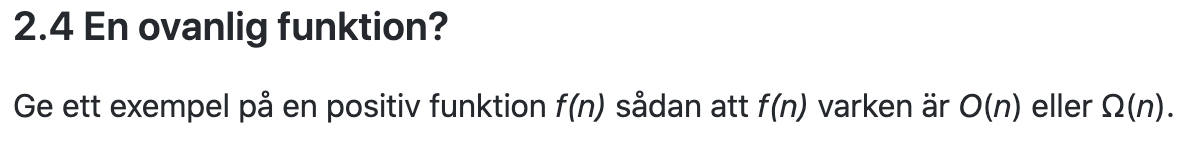 2.4 En ovanlig funktion?
Ge ett exempel på en positiv funktion f(n) sådan att f(n) varken är O(n) eller Ω(n).